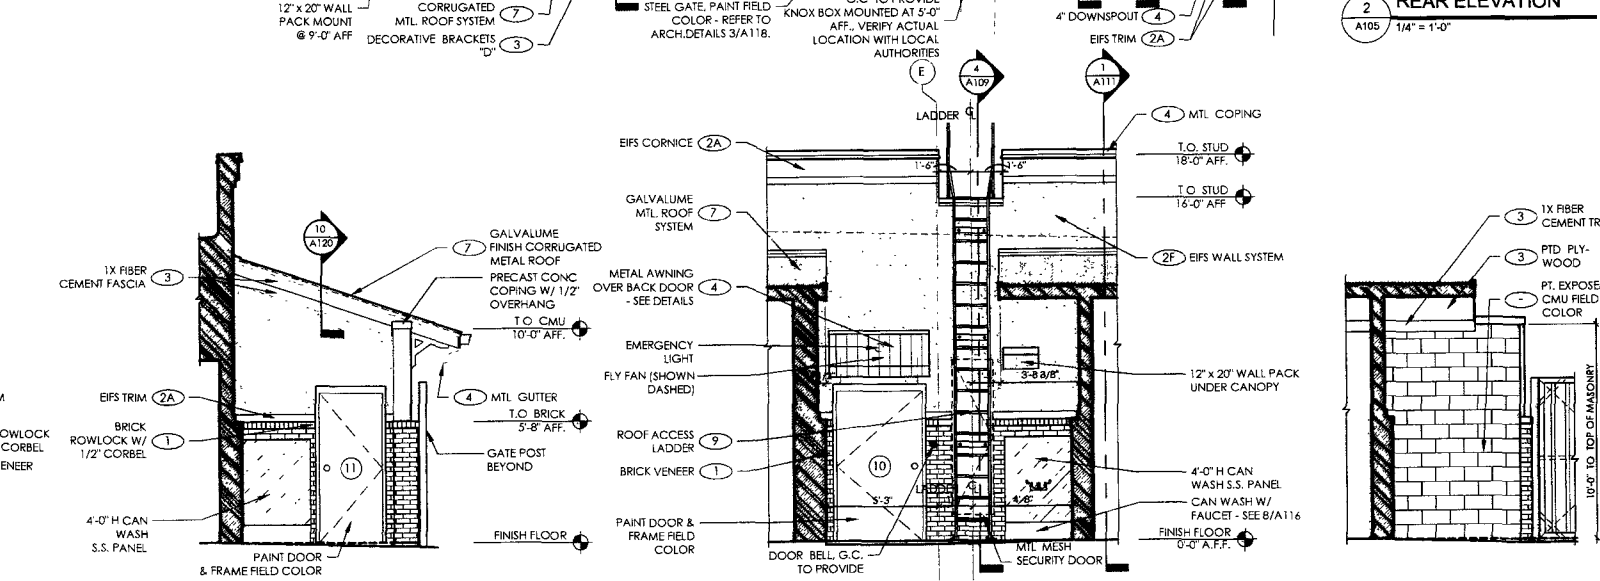 12" x 20" WALL
PACK MOUNT
@ 9'-0" AFF
CORRUGATED
MTL. ROOF SYSTEM
7
DECORATIVE BRACKETS
"D"
3
STEEL GATE, PAINT FIELD
COLOR - REFER TO
ARCH.DETAILS 3/A118.
KNOX BOX MOUNTED AT 5'-0"
AFF., VERIFY ACTUAL
LOCATION WITH LOCAL
AUTHORITIES
4" DOWNSPOUT 4
EIFS TRIM 2A
2
A105
REAR ELEVATION
1/4" = 1'-0"
10
A120
1X FIBER
CEMENT FASCIA
3
7
GALVALUME
FINISH CORRUGATED
METAL ROOF
PRECAST CONC
COPING W/ 1/2"
OVERHANG
T O CMU
10'-0" AFF.
4 MTL GUTTER
T.O. BRICK
5'-8" AFF.
EIFS TRIM 2A
BRICK
ROWLOCK W/
1/2" CORBEL
1
OWLOCK
CORBEL
ENEER
GATE POST
BEYOND
11
4'-0" H CAN
WASH
S.S. PANEL
PAINT DOOR
& FRAME FIELD COLOR
FINISH FLOOR
E
4
A109
1
A111
LADDER
EIFS CORNICE 2A
4 MTL COPING
1'-6"
1'-6"
T.O. STUD
18'-0" AFF.
T O STUD
16'-0" AFF
GALVALUME
MTL. ROOF
SYSTEM
7
2F EIFS WALL SYSTEM
METAL AWNING
OVER BACK DOOR
- SEE DETAILS
4
EMERGENCY
LIGHT
FLY FAN (SHOWN
DASHED)
3'-8 3/8"
12" x 20" WALL PACK
UNDER CANOPY
ROOF ACCESS
LADDER
9
BRICK VENEER 1
10
5'-3"
LADDER
4'-8"
4'-0" H CAN
WASH S.S. PANEL
CAN WASH W/
FAUCET - SEE 8/A116
PAINT DOOR &
FRAME FIELD
COLOR
DOOR BELL, G.C.
TO PROVIDE
MTL MESH
SECURITY DOOR
FINISH FLOOR
0'-0" A.F.F.
3
1X FIBER
CEMENT TR
3
PTD PLY-
WOOD
-
PT. EXPOSE
CMU FIELD
COLOR
10'-0" TO TOP OF MASONRY